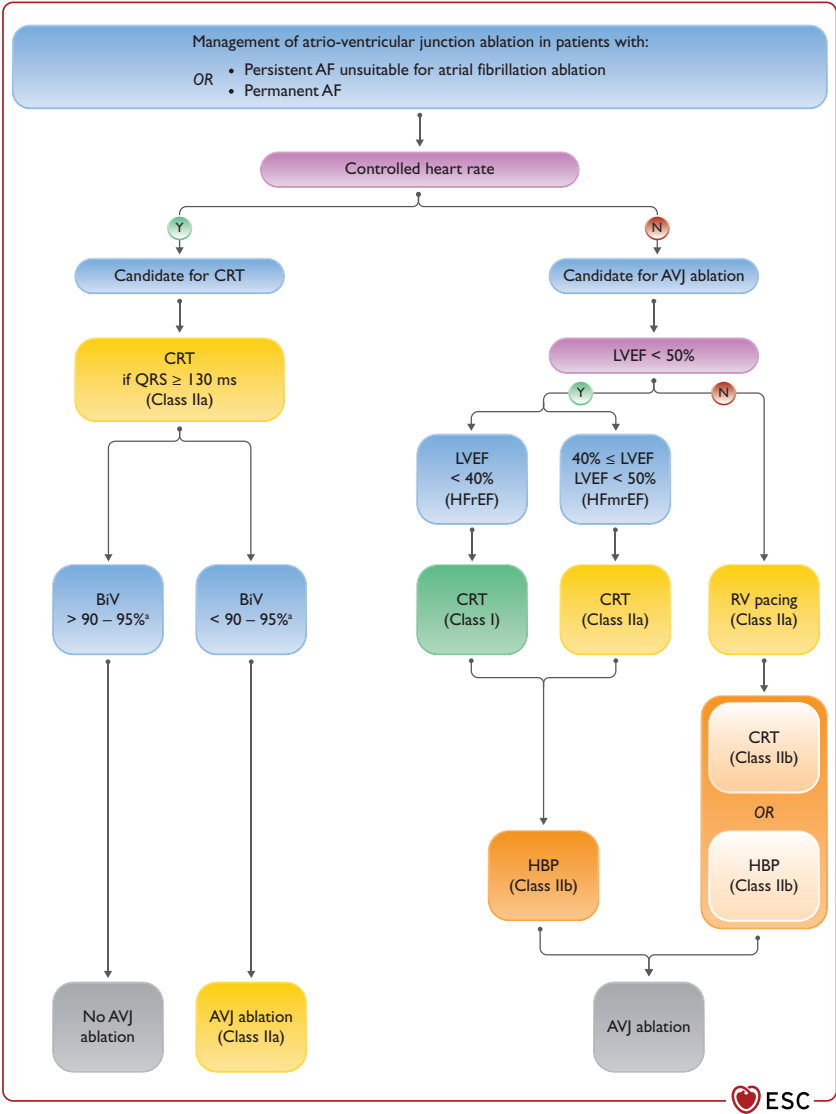 Management of atrio-ventricular junction ablation in patients with:
OR
• Persistent AF unsuitable for atrial fibrillation ablation
• Permanent AF
Controlled heart rate
Y
N
Candidate for CRT
Candidate for AVJ ablation
CRT
if QRS ≥ 130 ms
(Class IIa)
LVEF < 50%
Y
N
LVEF
< 40%
(HFrEF)
40% ≤ LVEF
LVEF < 50%
(HFmrEF)
BiV
> 90 – 95%ᵃ
BiV
< 90 – 95%ᵃ
CRT
(Class I)
CRT
(Class IIa)
RV pacing
(Class IIa)
CRT
(Class IIb)
OR
HBP
(Class IIb)
HBP
(Class IIb)
No AVJ
ablation
AVJ ablation
(Class IIa)
AVJ ablation
ESC